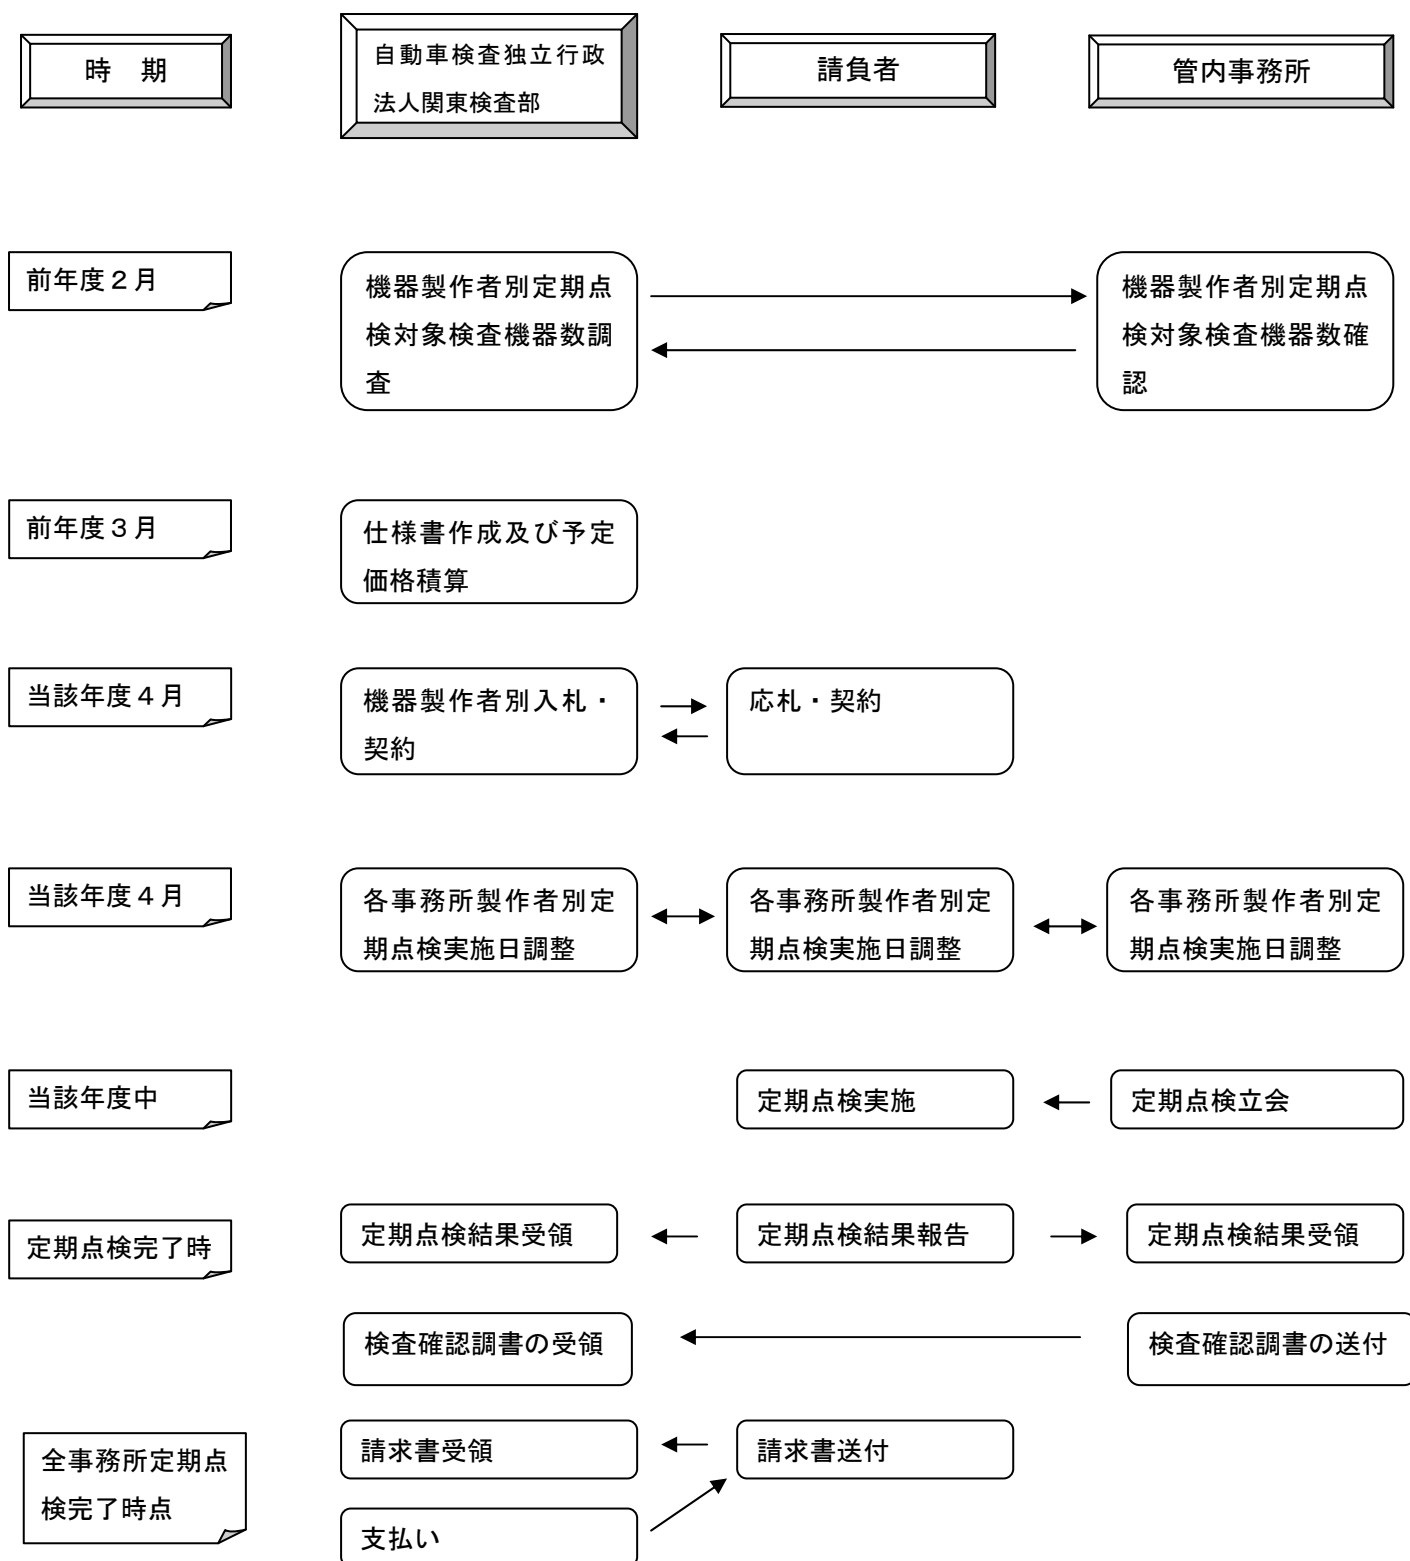 時　期
自動車検査独立行政
法人関東検査部
請負者
管内事務所
前年度２月
機器製作者別定期点
検対象検査機器数調
査
機器製作者別定期点
検対象検査機器数確
認
前年度３月
仕様書作成及び予定
価格積算
当該年度４月
機器製作者別入札・
契約
応札・契約
当該年度４月
各事務所製作者別定
期点検実施日調整
各事務所製作者別定
期点検実施日調整
各事務所製作者別定
期点検実施日調整
当該年度中
定期点検実施
定期点検立会
定期点検完了時
定期点検結果受領
定期点検結果報告
定期点検結果受領
検査確認調書の受領
検査確認調書の送付
全事務所定期点
検完了時点
請求書受領
請求書送付
支払い